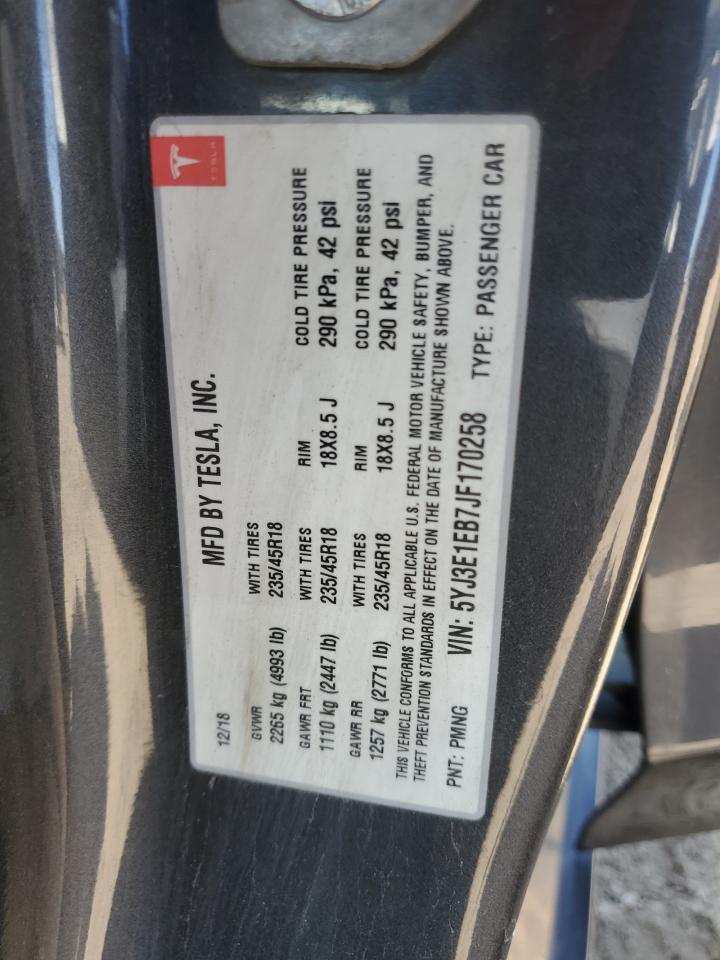 12/18 MFD BY TESLA, INC. TESLA
GVWR WITH TIRES
2265 kg (4993 lb) 235/45R18
GAWR FRT WITH TIRES RIM COLD TIRE PRESSURE
1110 kg (2447 lb) 235/45R18 18X8.5 J 290 kPa, 42 psi
GAWR RR WITH TIRES RIM COLD TIRE PRESSURE
1257 kg (2771 lb) 235/45R18 18X8.5 J 290 kPa, 42 psi
THIS VEHICLE CONFORMS TO ALL APPLICABLE U.S. FEDERAL MOTOR VEHICLE SAFETY, BUMPER, AND
THEFT PREVENTION STANDARDS IN EFFECT ON THE DATE OF MANUFACTURE SHOWN ABOVE.
PNT: PMNG VIN: 5YJ3E1EB7JF170258 TYPE: PASSENGER CAR